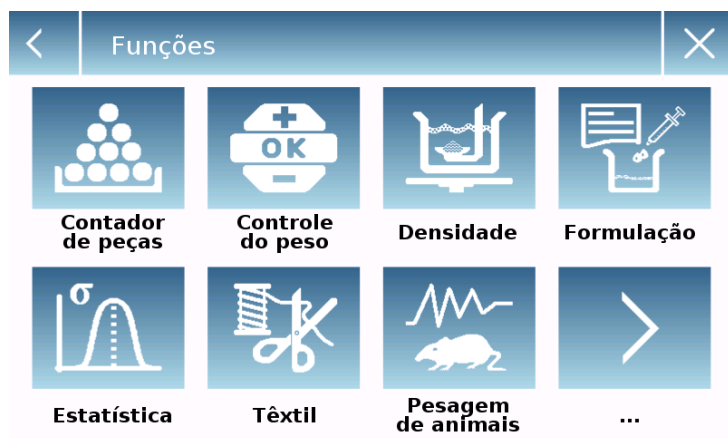 Funções
OK
Contador
de peças
Controle
do peso
Densidade
Formulação
σ
Estatística
Têxtil
Pesagem
de animais
...